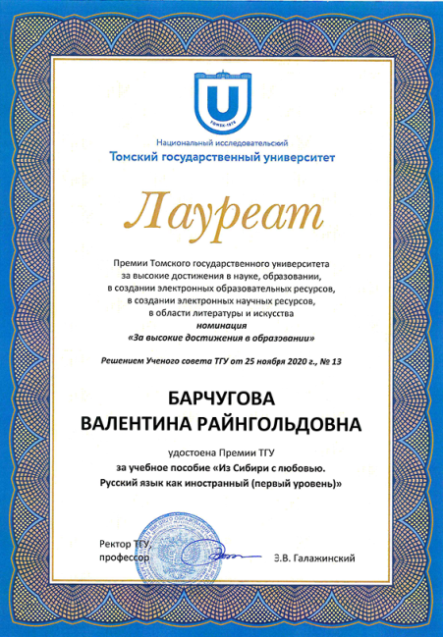 ТОМСК·1878
Национальный исследовательский
Томский государственный университет
Лауреат
Премии Томского государственного университета
за высокие достижения в науке, образовании,
в создании электронных образовательных ресурсов,
в создании электронных научных ресурсов,
в области литературы и искусства
номинация
«За высокие достижения в образовании»
Решением Ученого совета ТГУ от 25 ноября 2020 г., № 13
БАРЧУГОВА
ВАЛЕНТИНА РАЙНГОЛЬДОВНА
удостоена Премии ТГУ
за учебное пособие «Из Сибири с любовью.
Русский язык как иностранный (первый уровень)»
Ректор ТГУ,
профессор
Э.В. Галажинский